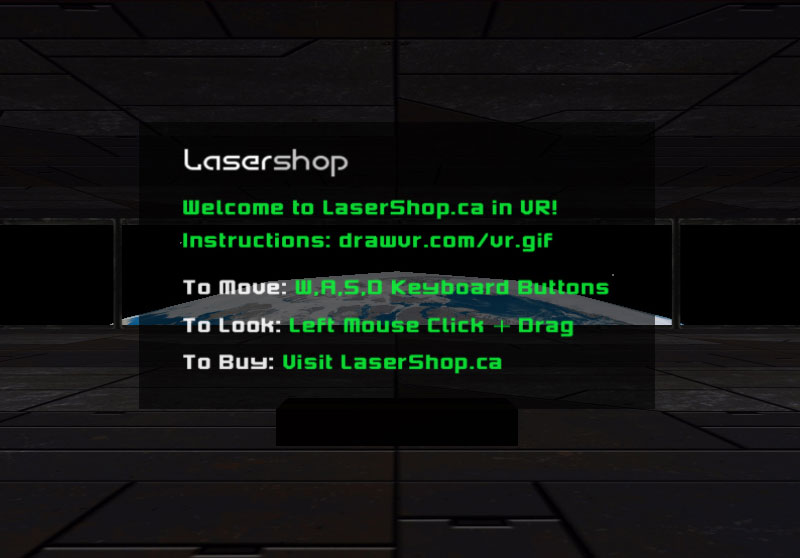 Lasershop
Welcome to LaserShop.ca in VR!
Instructions: drawvr.com/vr.gif
To Move: W,A,S,D Keyboard Buttons
To Look: Left Mouse Click + Drag
To Buy: Visit LaserShop.ca